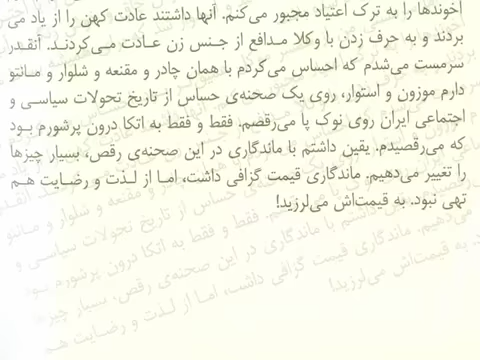 آخوندها را به ترک اعتیاد مجبور می‌کنم. آنها داشتند عادت کهن را از یاد می
بردند و به حرف زدن با وکلا مدافع از جنس زن عادت می‌کردند. آنقدر
سرمست می‌شدم که احساس می‌کردم با همان چادر و مقنعه و شلوار و مانتو
دارم موزون و استوار، روی یک صحنه‌ی حساس از تاریخ تحولات سیاسی و
اجتماعی ایران روی نوک پا می‌رقصم. فقط و فقط به اتکا درون پرشورم بود
که می‌رقصیدم. یقین داشتم با ماندگاری در این صحنه‌ی رقص، بسیار چیزها
را تغییر می‌دهیم. ماندگاری قیمت گزافی داشت، اما از لذت و رضایت هم
تهی نبود. به قیمت‌اش می‌لرزید!